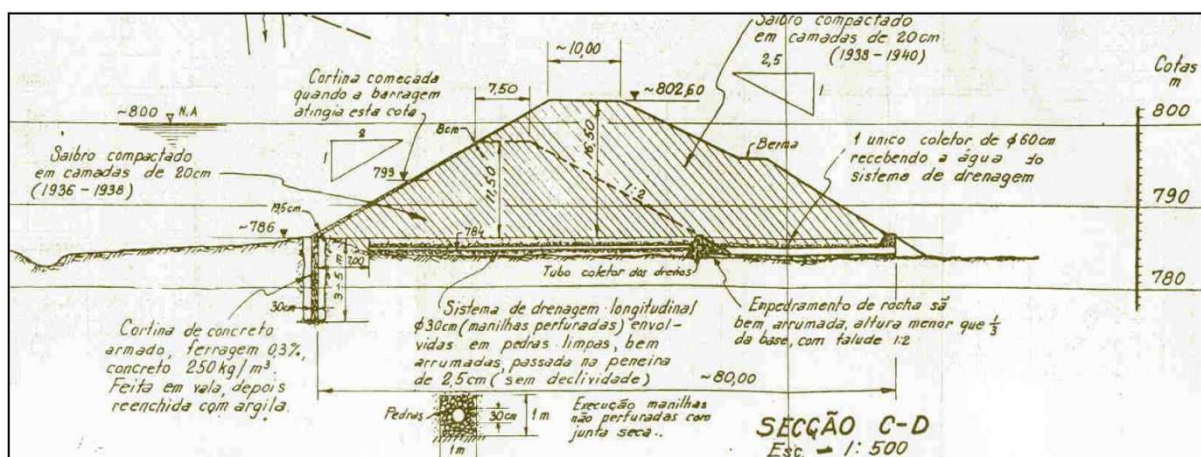 ~800 N.A
Saibro compactado
em camadas de 20cm
(1936-1938)
Cortina começada
quando a barragem
atingia esta cota
2
1
793
7,50
8cm
~10,00
~802,60
16,50
11,50
1:2
Saibro compactado
em camadas de 20cm
(1938-1940)
2,5
1
Berma
1 unico coletor de φ60cm
recebendo a água do
sistema de drenagem
Cotas
m
800
790
780
~786
19,5cm
784
7,00
3-5 m
30cm
Tubo coletor dos drenos
Cortina de concreto
armado, ferragem 0,3%,
concreto 250 kg/m³.
Feita em vala, depois
reenchida com argila.
Sistema de drenagem longitudinal
φ30cm (manilhas perfuradas) envol-
vidas em pedras limpas, bem
arrumadas, passada na peneira
de 2,5cm (sem declividade)
Empedramento de rocha sã
bem arrumada, altura menor que 1/3
da base, com talude 1:2
~80,00
Pedras
30cm
1 m
1m
Execução manilhas
não perfuradas com
junta seca..
SECÇÃO C-D
Esc - 1:500